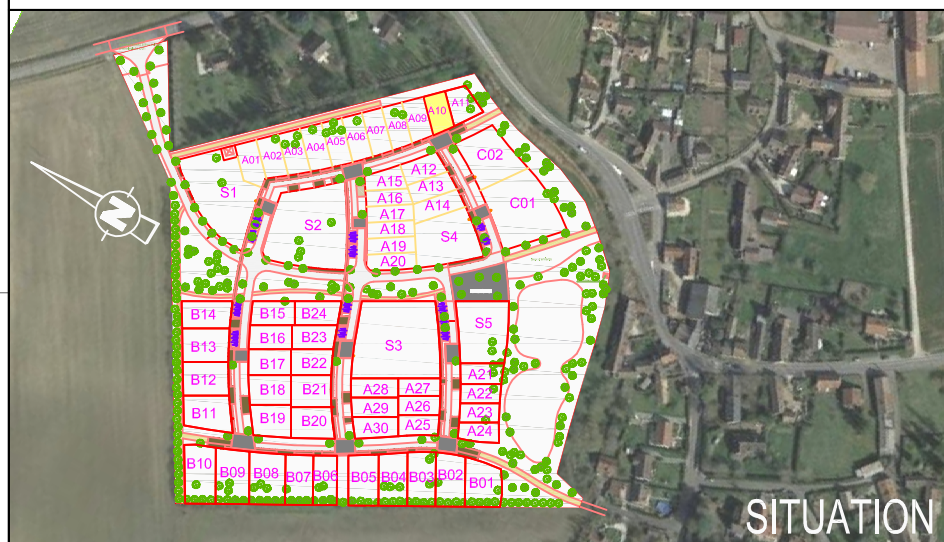 A10
A11
A09
A08
A07
A06
A05
A04
A03
A02
A01
C02
A12
A15
A13
S1
A16
A14
C01
A17
S2
A18
S4
A19
A20
B14
B15
B24
S5
B16
B23
B13
S3
B17
B22
B12
A21
B18
B21
A28
A27
A22
B11
A29
A26
A23
B19
B20
A30
A25
A24
B10
B09
B08
B07
B06
B05
B04
B03
B02
B01
N
SITUATION